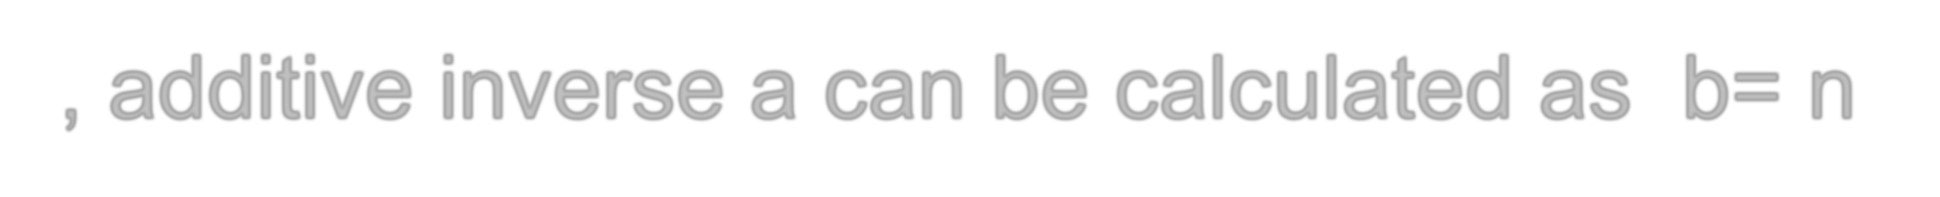 , additive inverse a can be calculated as  b= n